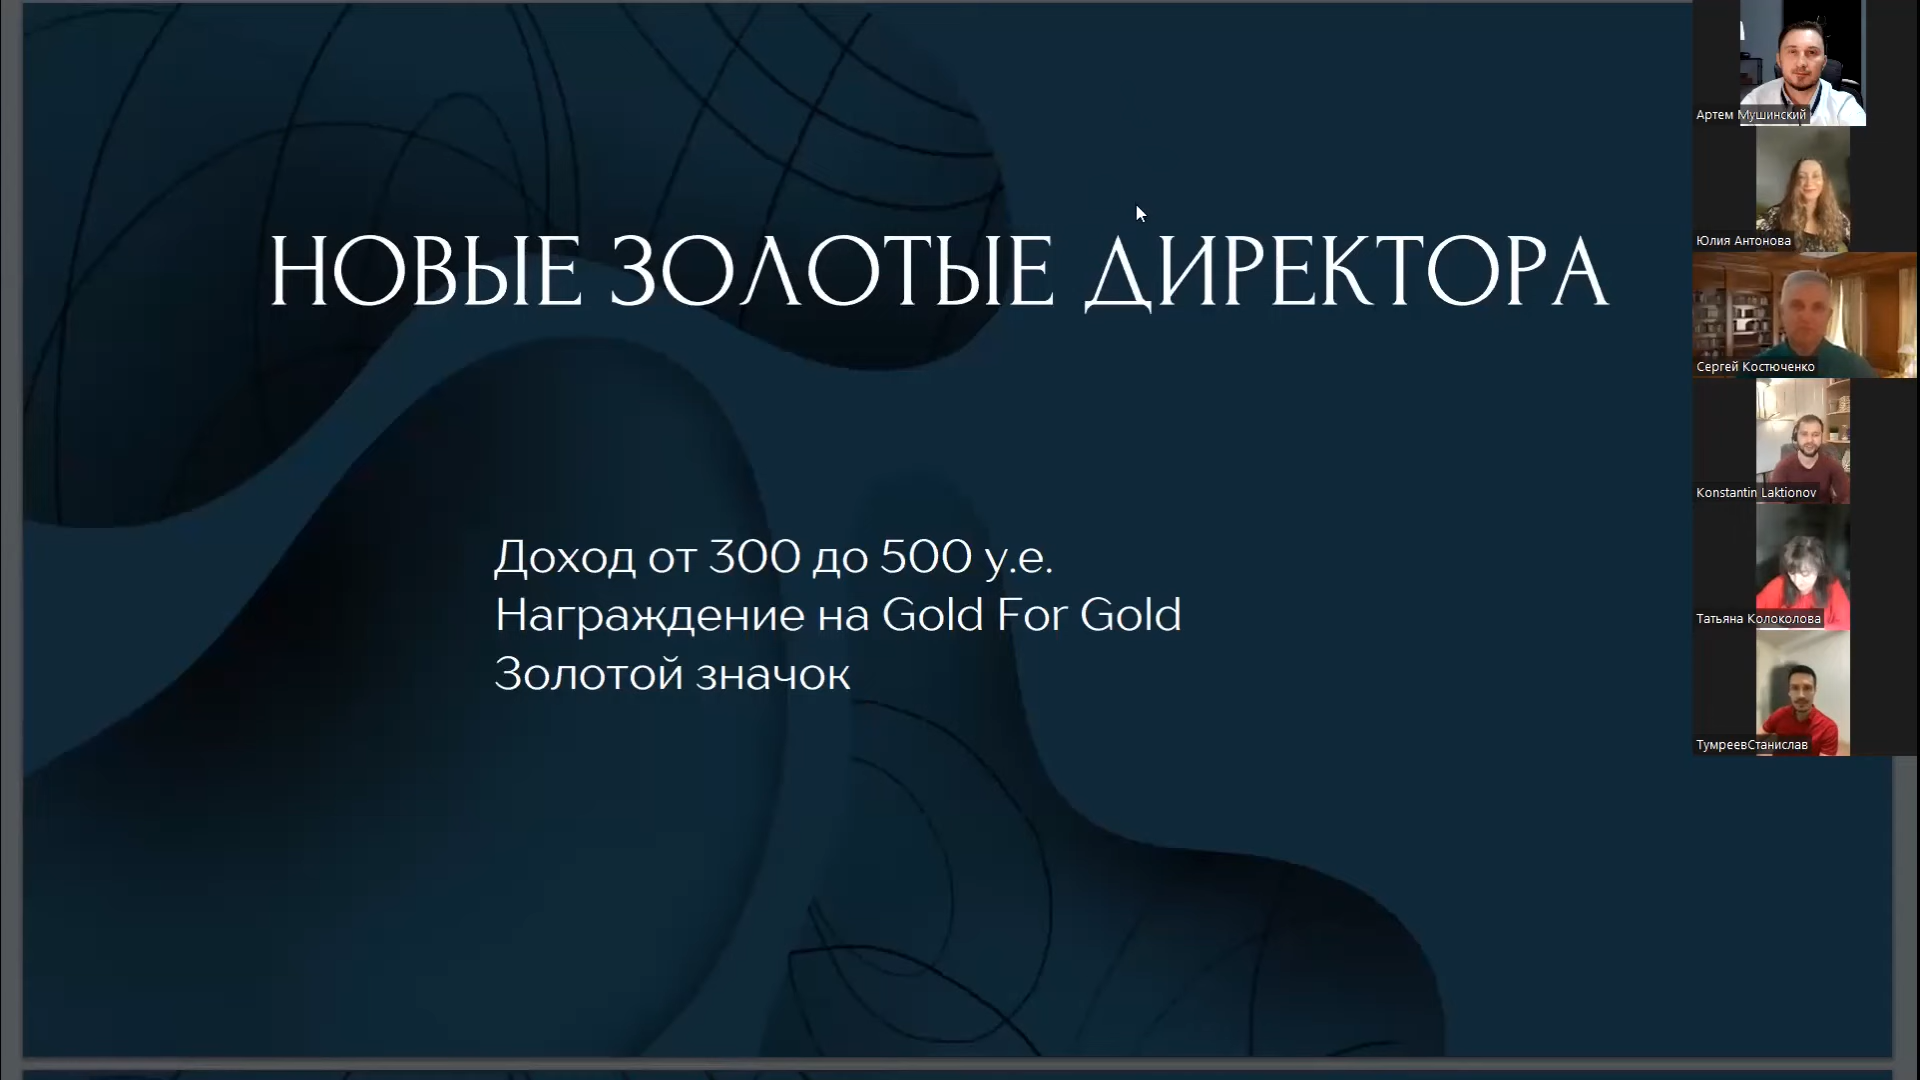 НОВЫЕ ЗОЛОТЫЕ ДИРЕКТОРА
Доход от 300 до 500 у.е.
Награждение на Gold For Gold
Золотой значок
Артем Мушинский
Юлия Антонова
Сергей Костюченко
Konstantin Laktionov
Татьяна Колоколова
ТумреевСтанислав